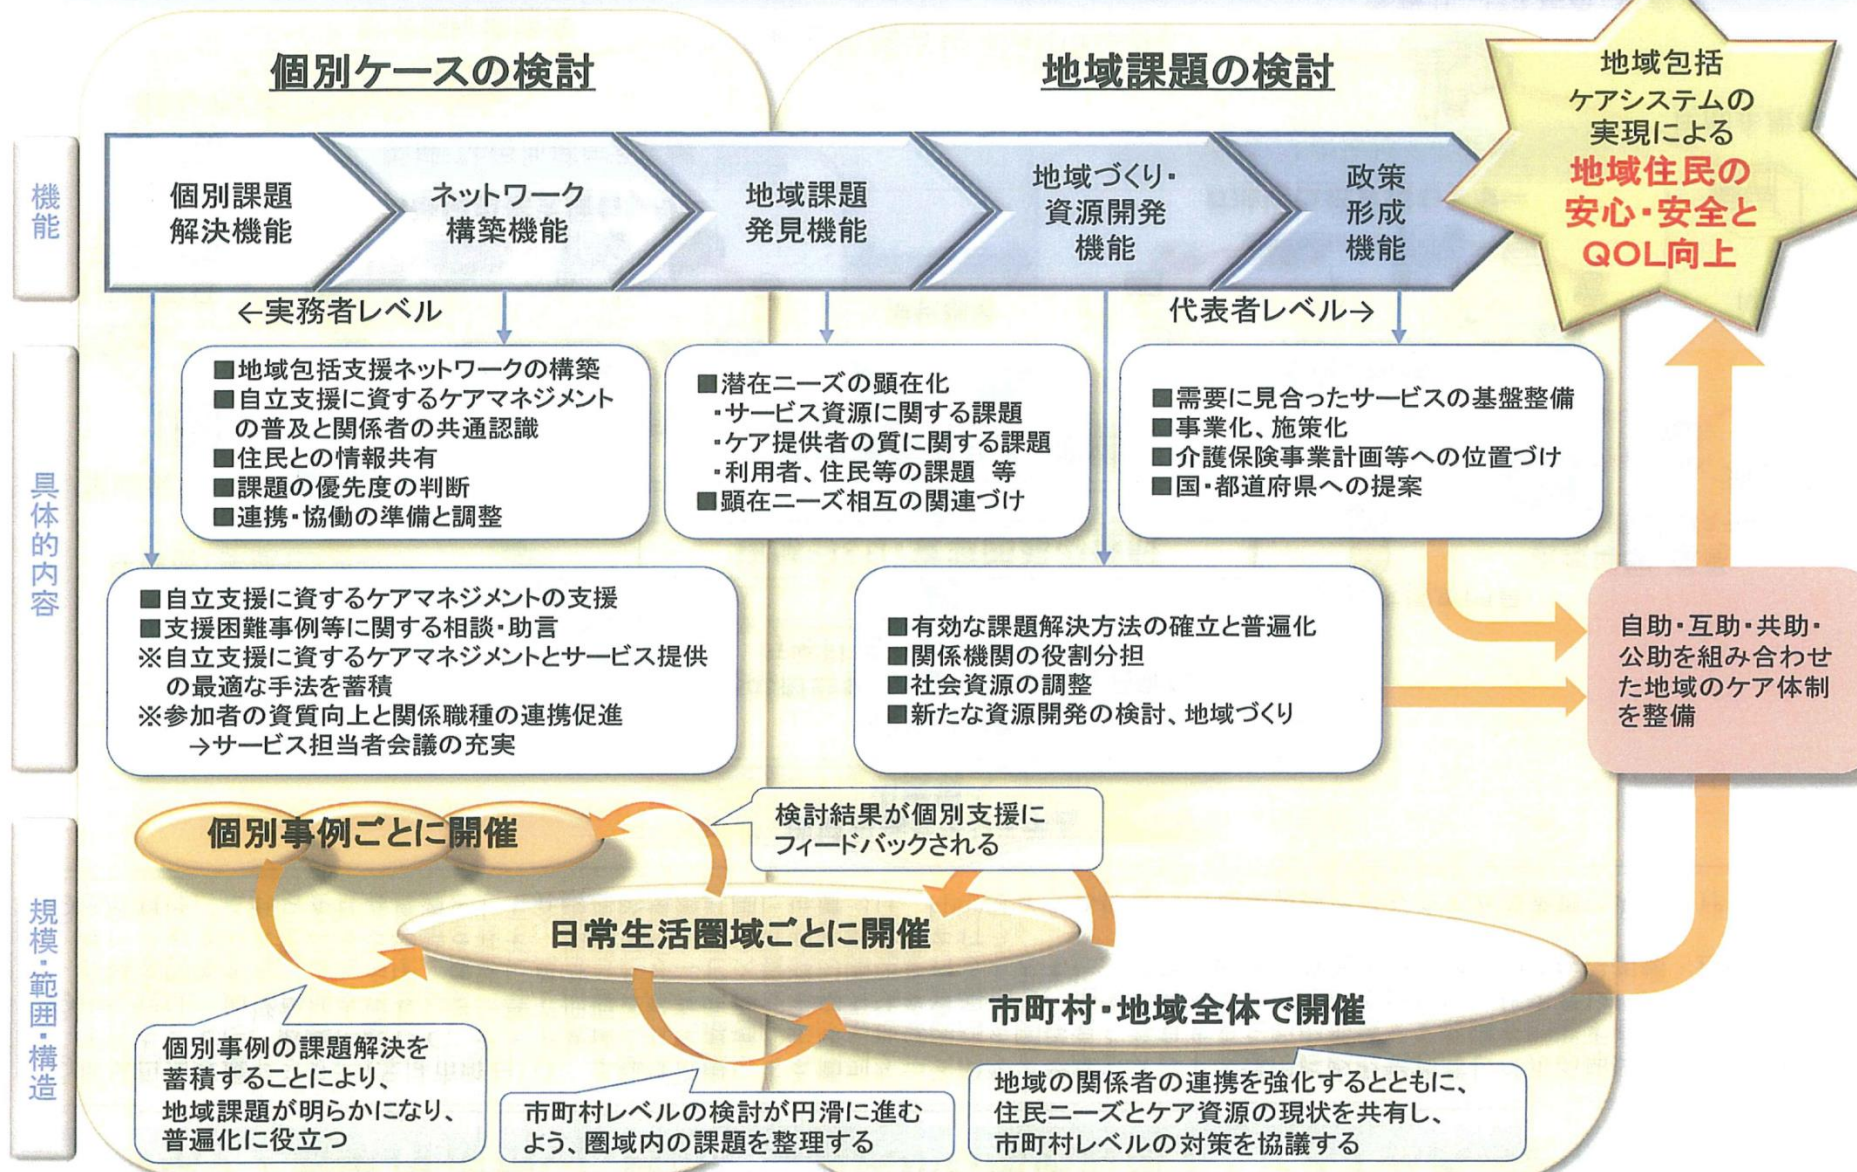 個別ケースの検討
地域課題の検討
地域包括
ケアシステムの
実現による
地域住民の
安心・安全と
QOL向上
機能
個別課題
解決機能
ネットワーク
構築機能
地域課題
発見機能
地域づくり・
資源開発
機能
政策
形成
機能
←実務者レベル
代表者レベル→
具体的内容
■地域包括支援ネットワークの構築
■自立支援に資するケアマネジメント
の普及と関係者の共通認識
■住民との情報共有
■課題の優先度の判断
■連携・協働の準備と調整
■潜在ニーズの顕在化
・サービス資源に関する課題
・ケア提供者の質に関する課題
・利用者、住民等の課題 等
■顕在ニーズ相互の関連づけ
■需要に見合ったサービスの基盤整備
■事業化、施策化
■介護保険事業計画等への位置づけ
■国・都道府県への提案
■自立支援に資するケアマネジメントの支援
■支援困難事例等に関する相談・助言
※自立支援に資するケアマネジメントとサービス提供
の最適な手法を蓄積
※参加者の資質向上と関係職種の連携促進
→サービス担当者会議の充実
■有効な課題解決方法の確立と普遍化
■関係機関の役割分担
■社会資源の調整
■新たな資源開発の検討、地域づくり
自助・互助・共助・
公助を組み合わせ
た地域のケア体制
を整備
規模・範囲・構造
個別事例ごとに開催
検討結果が個別支援に
フィードバックされる
日常生活圏域ごとに開催
市町村・地域全体で開催
個別事例の課題解決を
蓄積することにより、
地域課題が明らかになり、
普遍化に役立つ
市町村レベルの検討が円滑に進む
よう、圏域内の課題を整理する
地域の関係者の連携を強化するとともに、
住民ニーズとケア資源の現状を共有し、
市町村レベルの対策を協議する